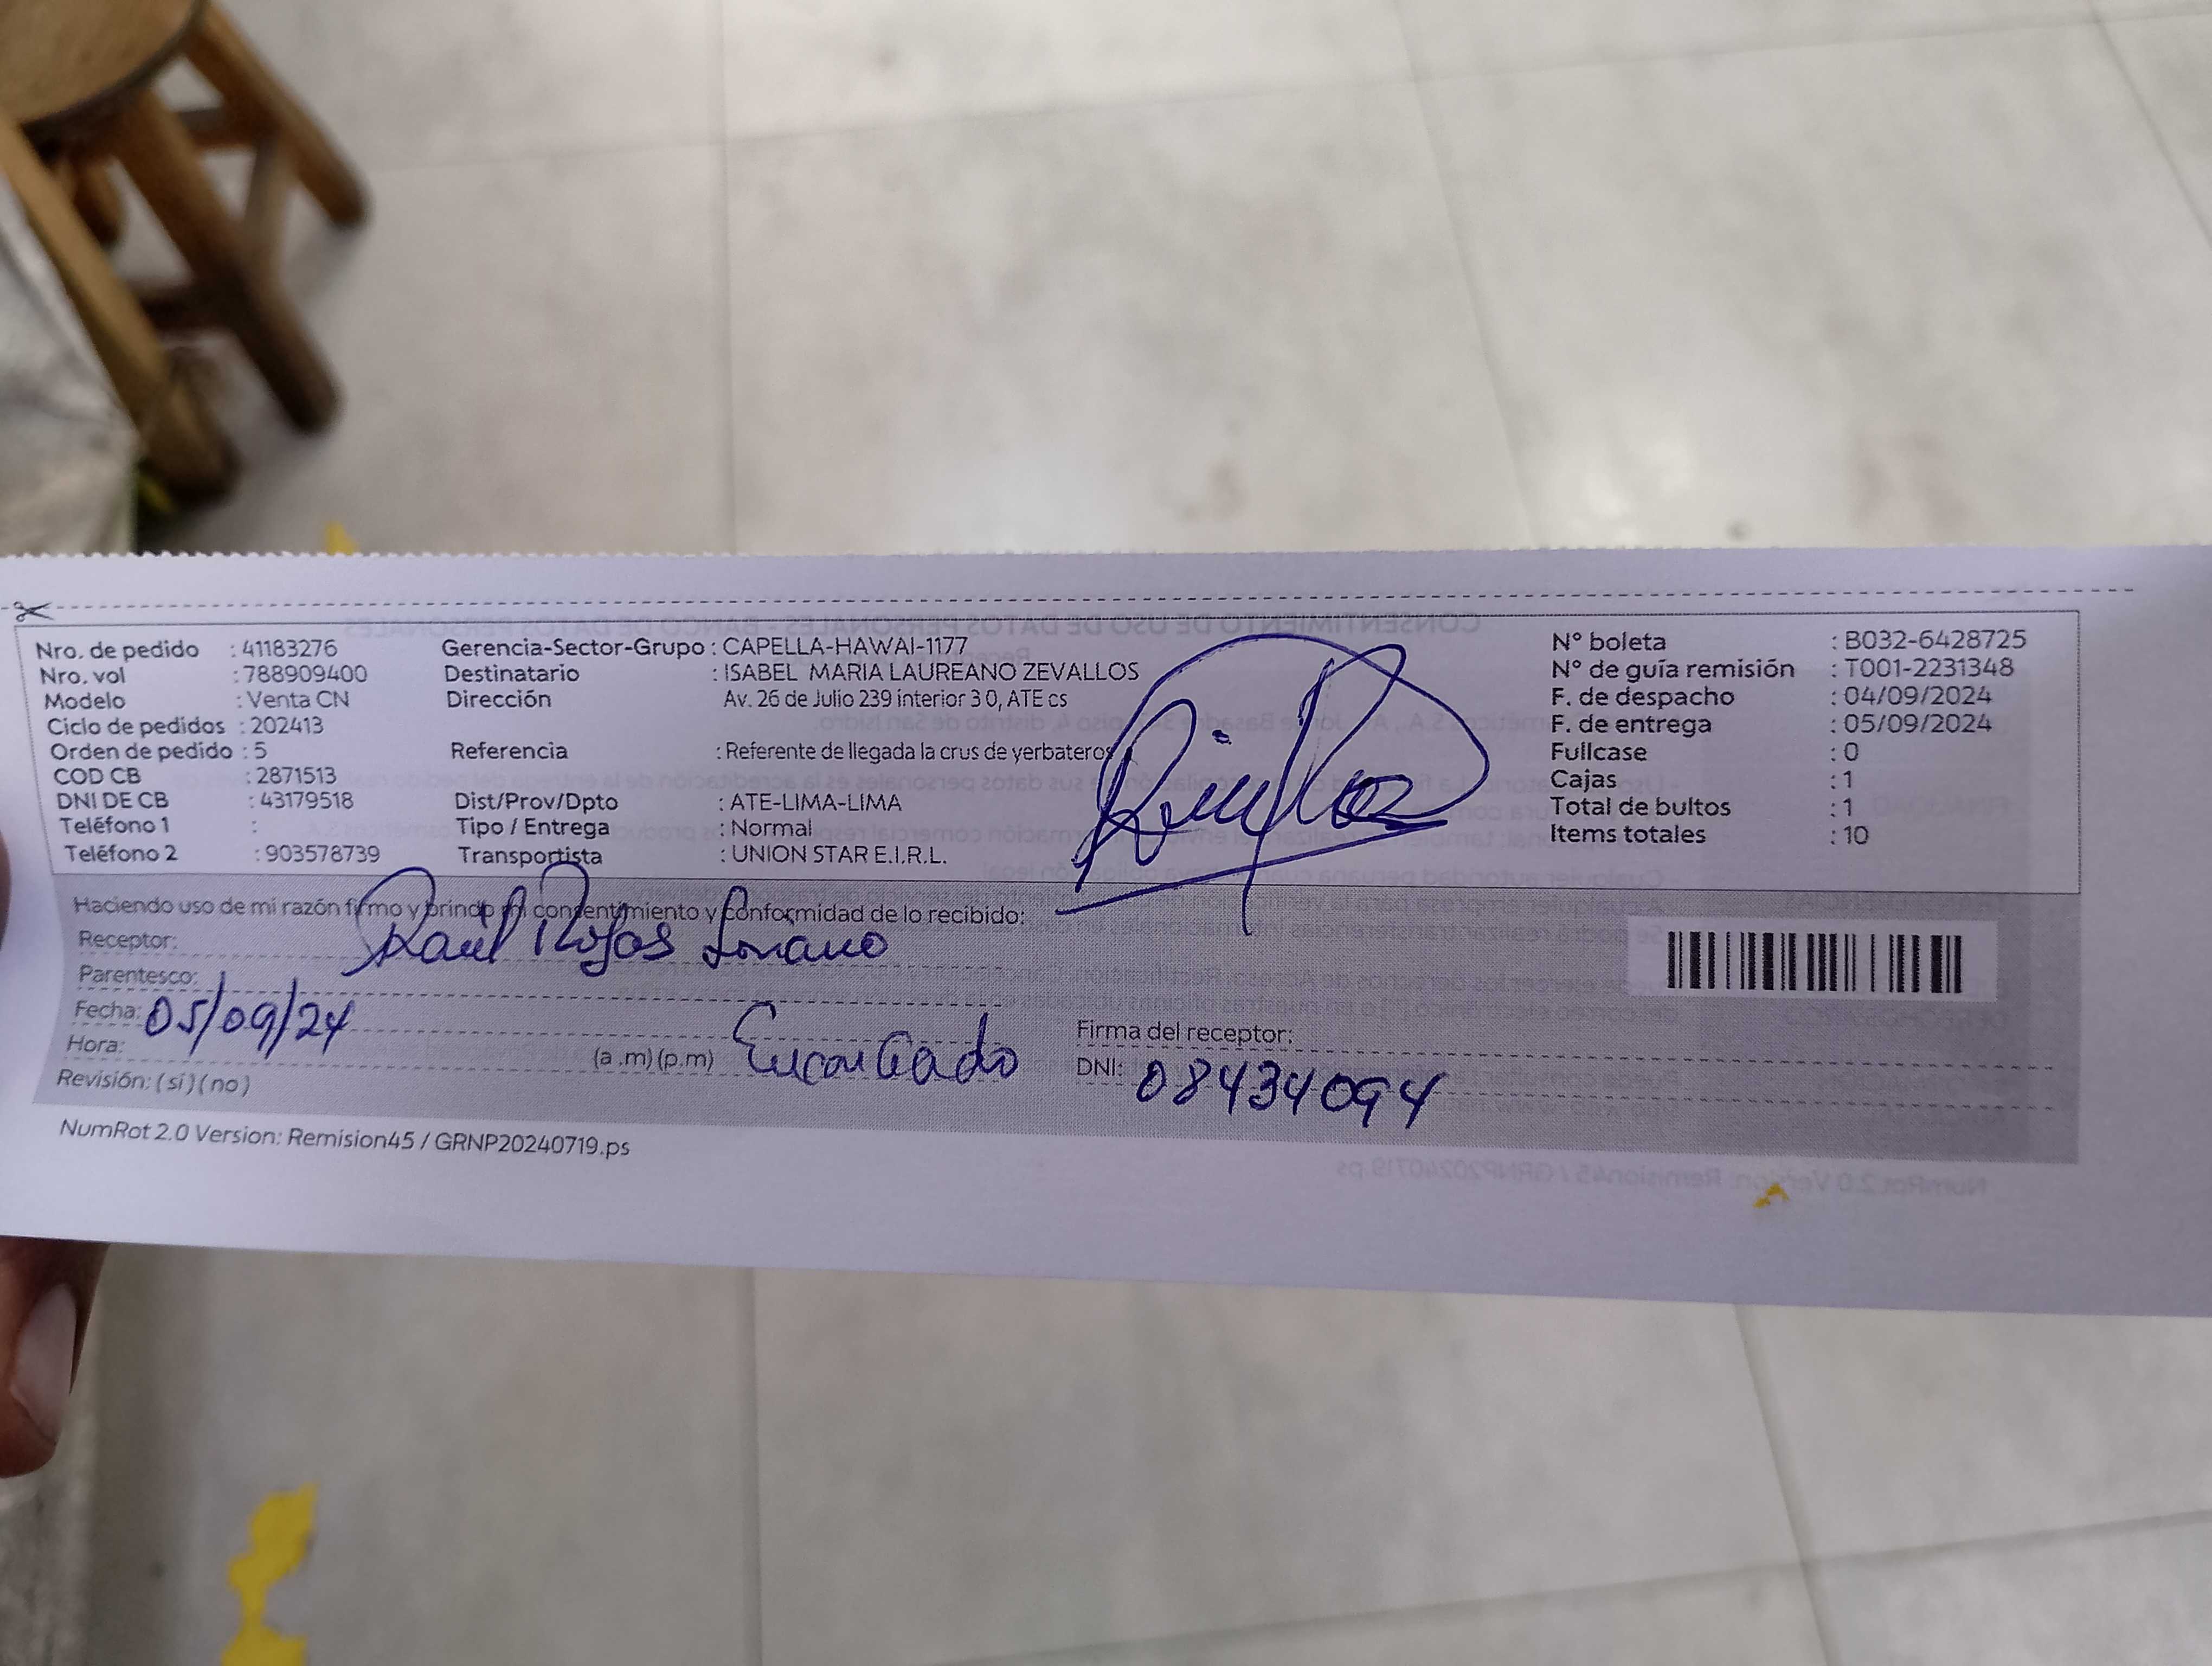 Nro. de pedido : 41183276 Gerencia-Sector-Grupo : CAPELLA-HAWAI-1177 N° boleta : B032-6428725
Nro. vol : 788909400 Destinatario : ISABEL MARIA LAUREANO ZEVALLOS N° de guía remisión : T001-2231348
Modelo : Venta CN Dirección Av. 26 de Julio 239 interior 3 0, ATE cs F. de despacho : 04/09/2024
Ciclo de pedidos : 202413 F. de entrega : 05/09/2024
Orden de pedido : 5 Referencia : Referente de llegada la crus de yerbateros Fullcase : 0
COD CB : 2871513 Cajas : 1
DNI DE CB : 43179518 Dist/Prov/Dpto : ATE-LIMA-LIMA Total de bultos : 1
Teléfono 1 : Tipo / Entrega : Normal Items totales : 10
Teléfono 2 : 903578739 Transportista : UNION STAR E.I.R.L.
Haciendo uso de mi razón firmo y brindo mi consentimiento y conformidad de lo recibido:
Receptor: Raúl Rojas Soriano
Parentesco:
Fecha: 05/09/24
Hora: (a .m) (p.m) Encargado
Firma del receptor:
DNI: 08434094
Revisión: ( sí ) ( no )
NumRot 2.0 Version: Remision45 / GRNP20240719.ps